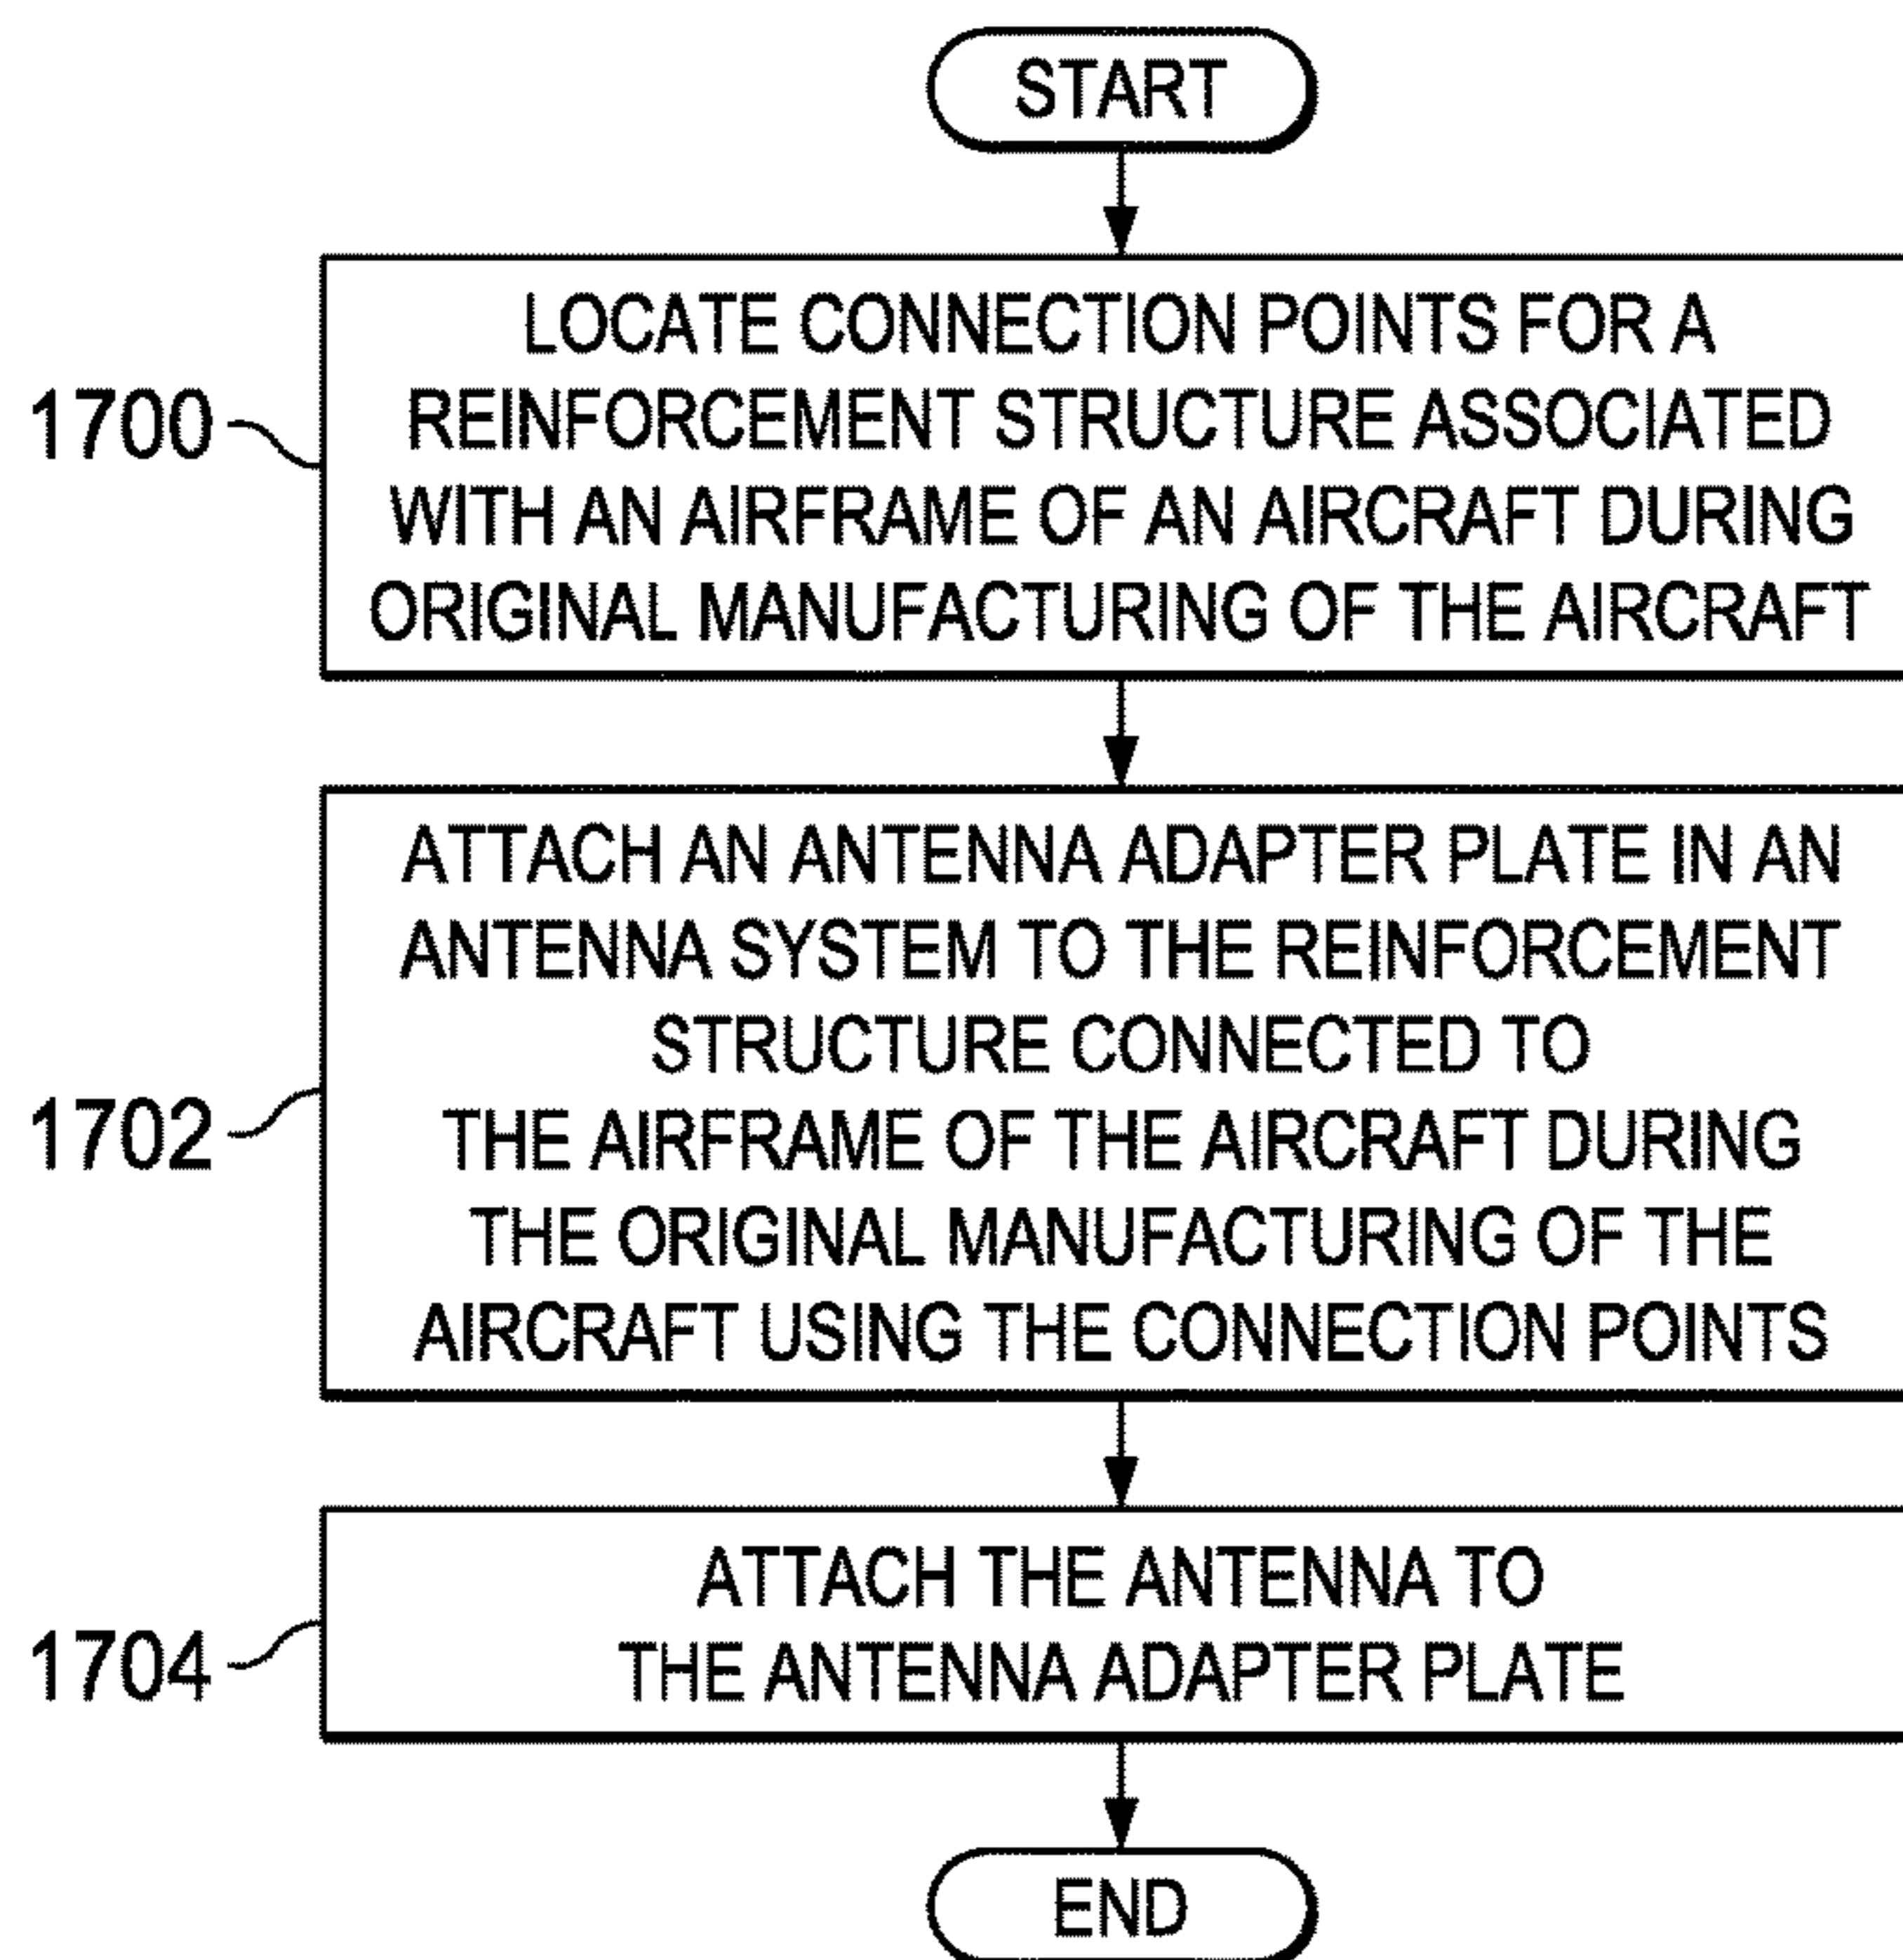 START
1700
LOCATE CONNECTION POINTS FOR A
REINFORCEMENT STRUCTURE ASSOCIATED
WITH AN AIRFRAME OF AN AIRCRAFT DURING
ORIGINAL MANUFACTURING OF THE AIRCRAFT
1702
ATTACH AN ANTENNA ADAPTER PLATE IN AN
ANTENNA SYSTEM TO THE REINFORCEMENT
STRUCTURE CONNECTED TO
THE AIRFRAME OF THE AIRCRAFT DURING
THE ORIGINAL MANUFACTURING OF THE
AIRCRAFT USING THE CONNECTION POINTS
1704
ATTACH THE ANTENNA TO
THE ANTENNA ADAPTER PLATE
END